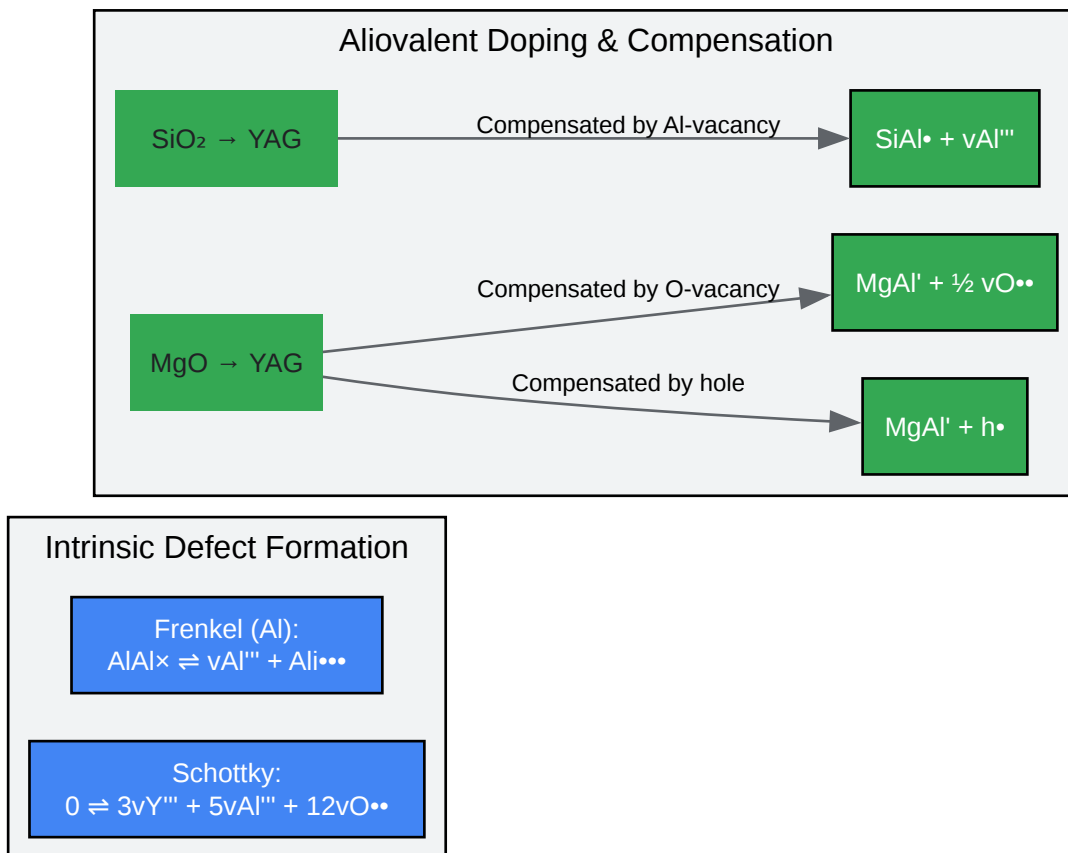 Aliovalent Doping & Compensation
SiO₂ → YAG
Compensated by Al-vacancy
SiAl• + vAl'''
MgO → YAG
Compensated by O-vacancy
MgAl' + ½ vO••
Compensated by hole
MgAl' + h•
Intrinsic Defect Formation
Frenkel (Al):
AlAl× ⇌ vAl''' + Ali•••
Schottky:
0 ⇌ 3vY''' + 5vAl''' + 12vO••